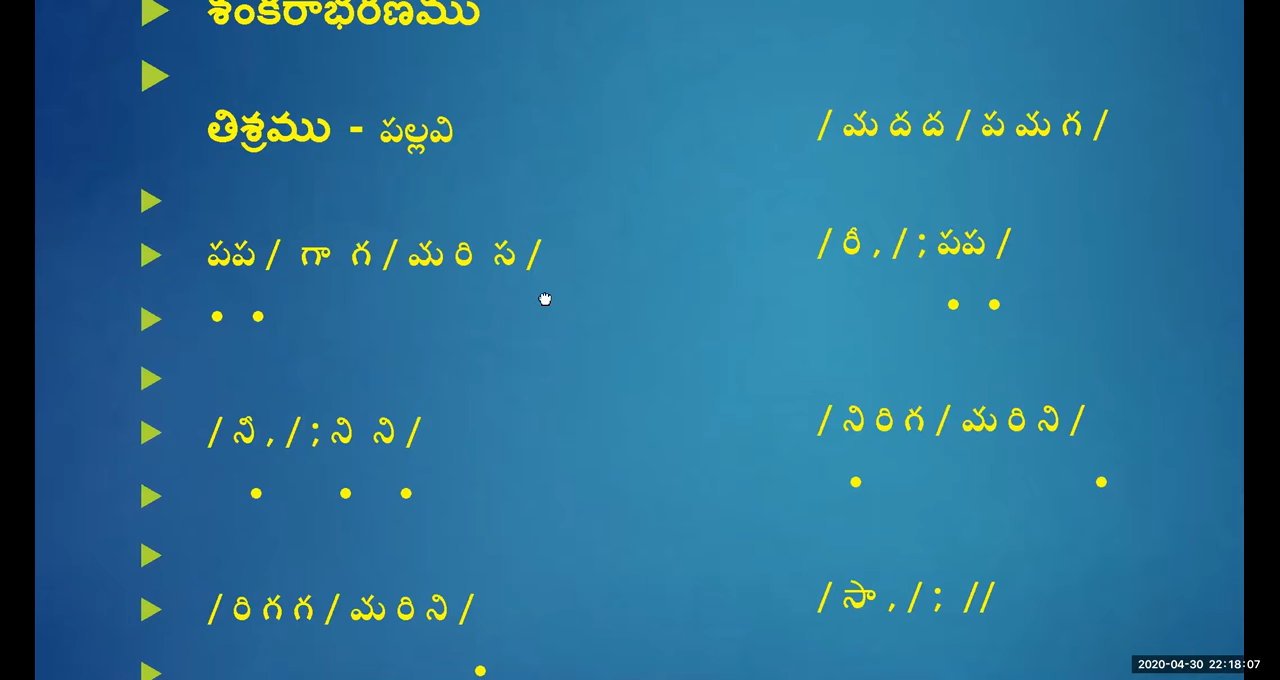 శంకరాభరణము
తిశ్రము - పల్లవి
పప / గా గ / మ రి స /
• •
/ నీ , / ; ని ని /
• • •
/ రి గ గ / మ రి ని /
•
/ మ ద ద / ప మ గ /
/ రీ , / ; పప /
• •
/ ని రి గ / మ రి ని /
• •
/ సా , / ; //
2020-04-30 22:18:07